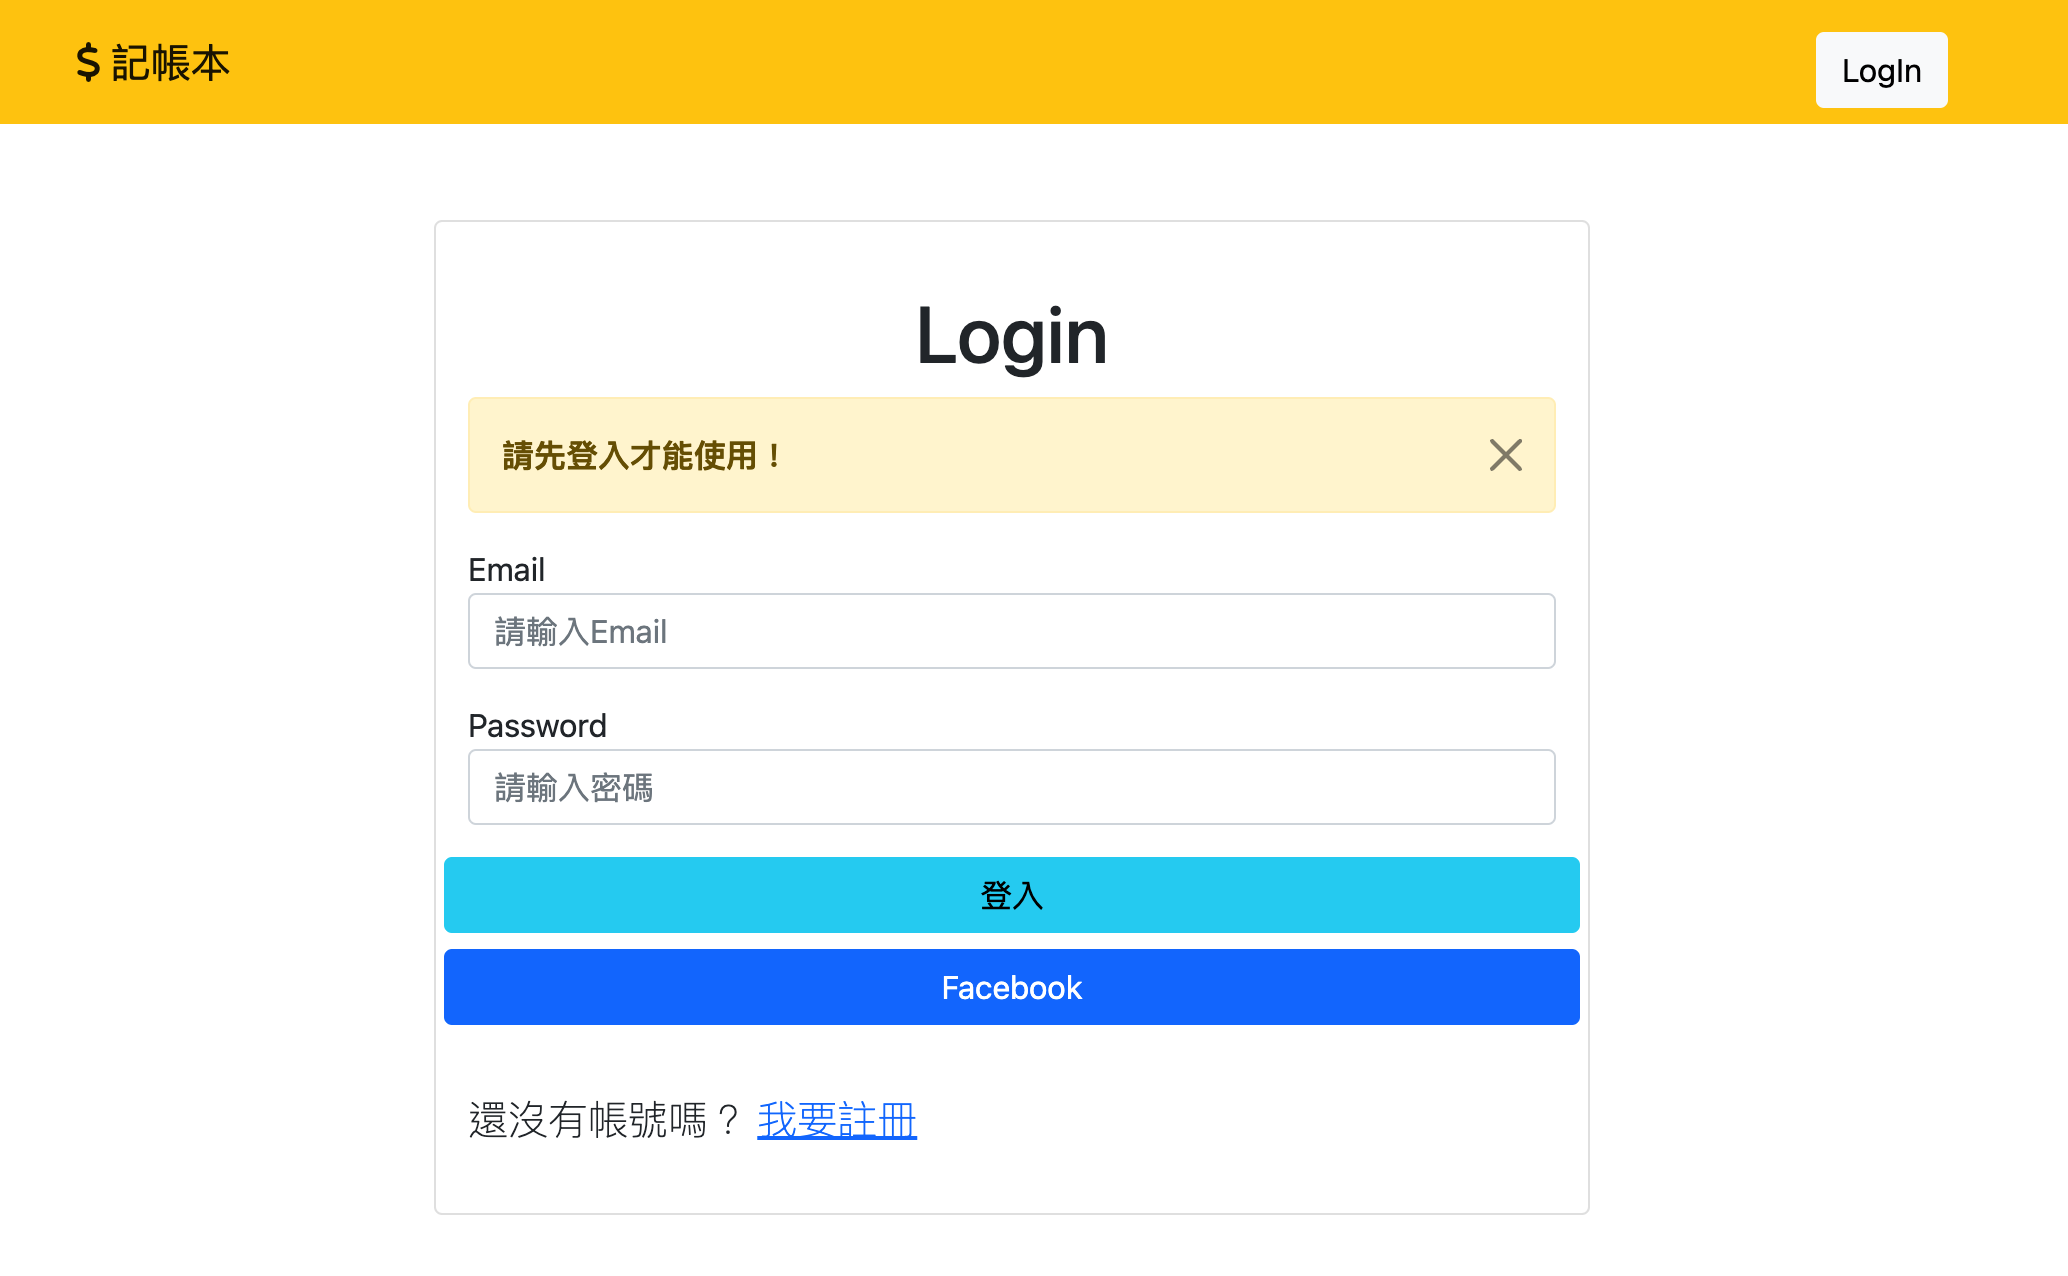 $ 記帳本
LogIn
Login
請先登入才能使用！
Email
請輸入Email
Password
請輸入密碼
登入
Facebook
還沒有帳號嗎？ 我要註冊